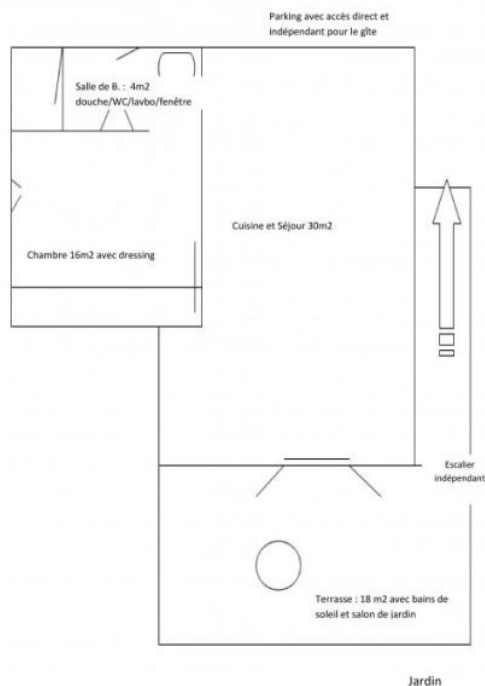 Parking avec accès direct et
indépendant pour le gîte
Salle de B. : 4m2
douche/WC/lavbo/fenêtre
Cuisine et Séjour 30m2
Chambre 16m2 avec dressing
Escalier
indépendant
Terrasse : 18 m2 avec bains de
soleil et salon de jardin
Jardin